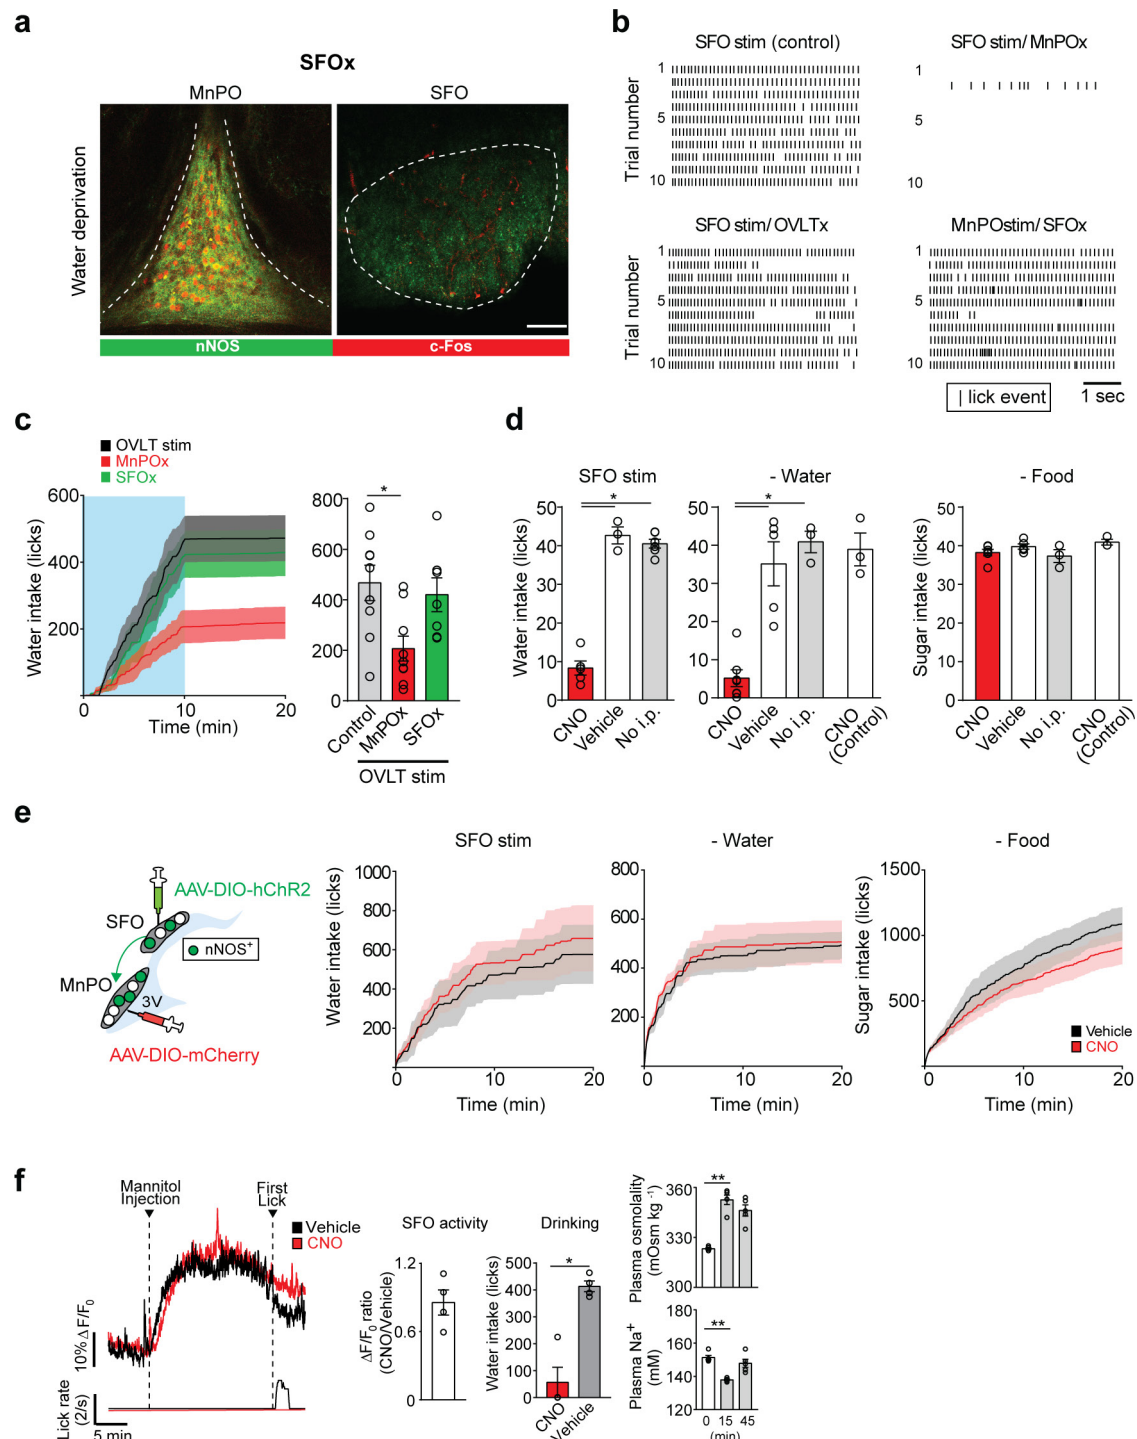 a
SFOx
MnPO
SFO
Water deprivation
nNOS
c-Fos
b
SFO stim (control)
SFO stim/MnPOx
Trial number
1
5
10
1
5
10
SFO stim/OVLTx
MnPOstim/SFOx
Trial number
1
5
10
1
5
10
| lick event
1 sec
c
OVLT stim
MnPOx
SFOx
Water intake (licks)
600
400
200
0
10
20
Time (min)
800
600
400
200
0
*
Control
MnPOx
SFOx
OVLT stim
d
SFO stim
- Water
- Food
Water intake (licks)
50
40
30
20
10
0
*
CNO
Vehicle
No i.p.
50
40
30
20
10
0
*
CNO
Vehicle
No i.p.
CNO
(Control)
Sugar intake (licks)
50
40
30
20
10
0
CNO
Vehicle
No i.p.
CNO
(Control)
e
AAV-DIO-hChR2
SFO
nNOS+
MnPO
3V
AAV-DIO-mCherry
SFO stim
- Water
- Food
Water intake (licks)
1000
800
600
400
200
0
10
20
Time (min)
800
600
400
200
0
10
20
Time (min)
Sugar intake (licks)
1500
1000
500
0
10
20
Time (min)
Vehicle
CNO
f
Mannitol
Injection
First
Lick
Vehicle
CNO
10% ΔF/F0
Lick rate
(2/s)
5 min
SFO activity
ΔF/F0 ratio
(CNO/Vehicle)
1.2
0.6
0
Drinking
Water intake (licks)
500
400
300
200
100
0
*
CNO
Vehicle
Plasma osmolality
(mOsm kg -1)
360
330
300
**
Plasma Na+
(mM)
180
160
140
120
**
0
15
45
(min)